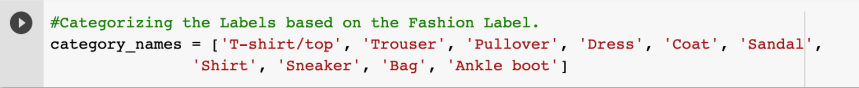 #Categorizing the Labels based on the Fashion Label.
category_names = ['T-shirt/top', 'Trouser', 'Pullover', 'Dress', 'Coat', 'Sandal',
'Shirt', 'Sneaker', 'Bag', 'Ankle boot']